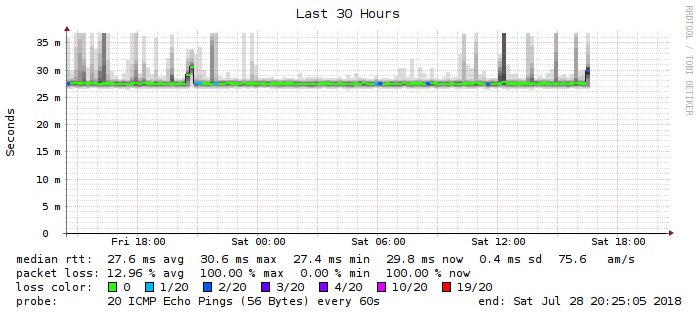 Last 30 Hours
RRDTOOL / TOBI OETIKER
Seconds
35 m
30 m
25 m
20 m
15 m
10 m
5 m
0
Fri 18:00 Sat 00:00 Sat 06:00 Sat 12:00 Sat 18:00
median rtt: 27.6 ms avg 30.6 ms max 27.4 ms min 29.8 ms now 0.4 ms sd 75.6 am/s
packet loss: 12.96 % avg 100.00 % max 0.00 % min 100.00 % now
loss color: 0 1/20 2/20 3/20 4/20 10/20 19/20
probe: 20 ICMP Echo Pings (56 Bytes) every 60s end: Sat Jul 28 20:25:05 2018